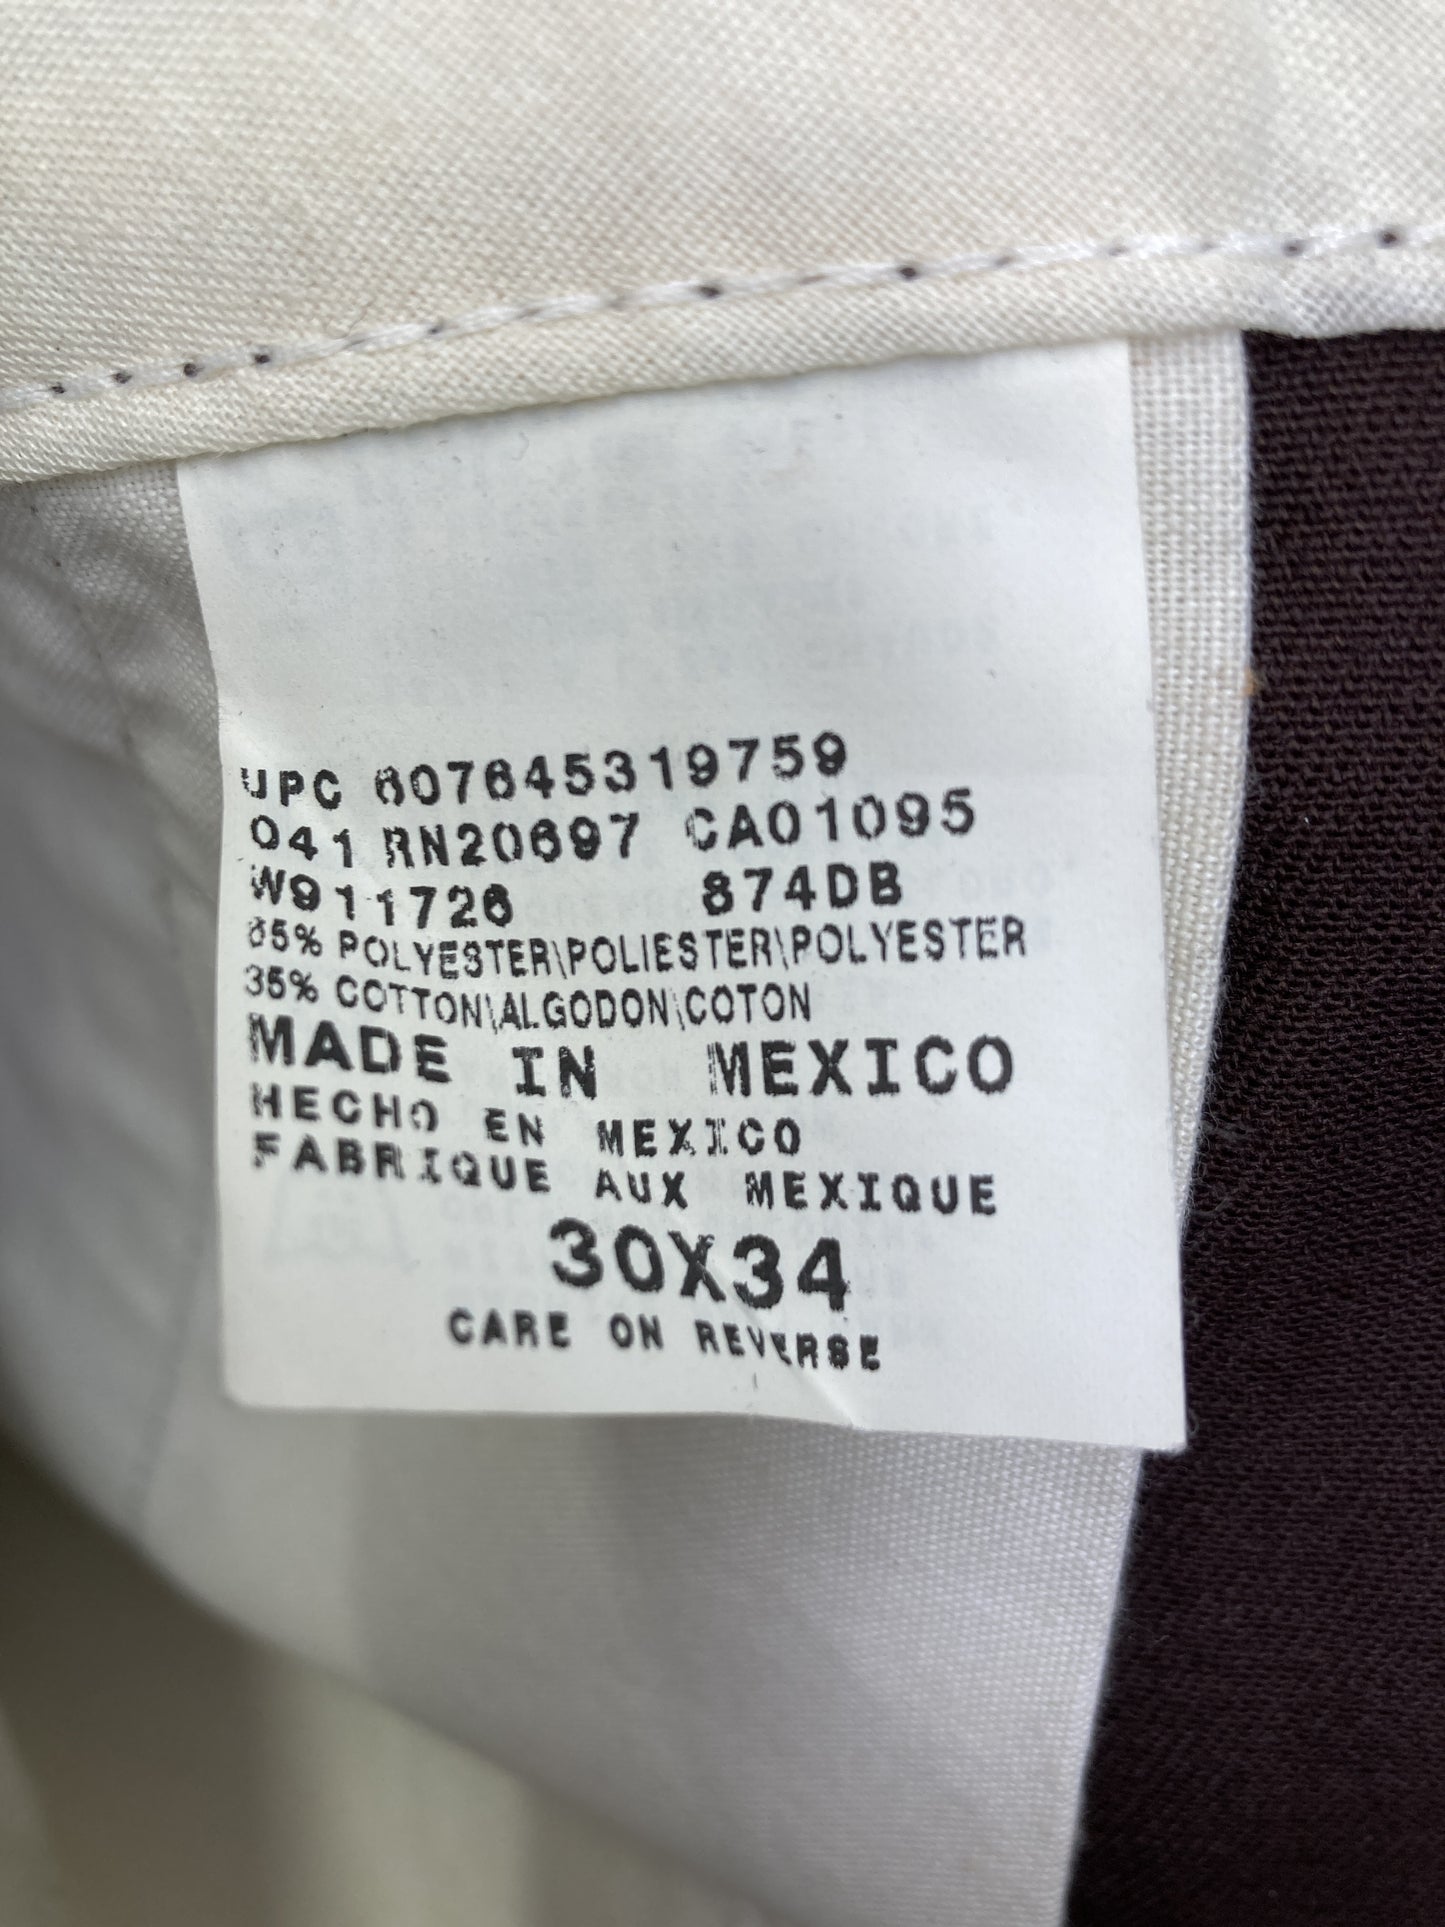 UPC 607645319759
041 RN20697 CA01095
W911726 874DB
65% POLYESTER\POLIESTER\POLYESTER
35% COTTON\ALGODON\COTON
MADE IN MEXICO
HECHO EN MEXICO
FABRIQUE AUX MEXIQUE
30X34
CARE ON REVERSE